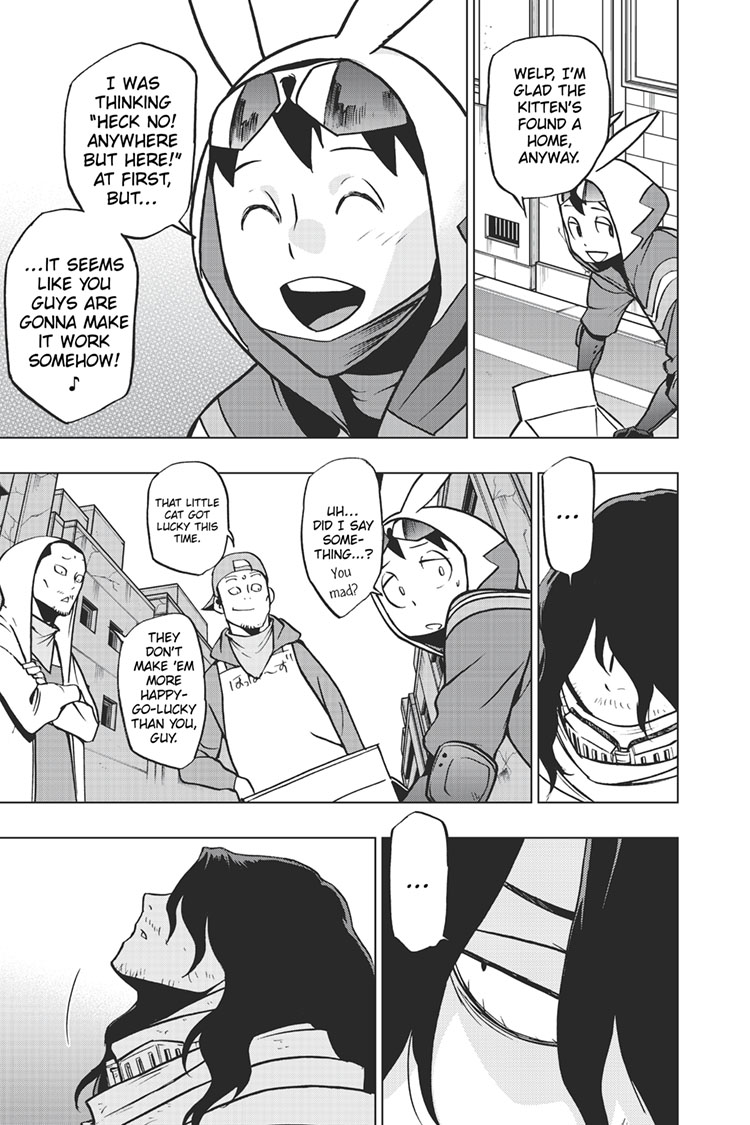 WELP, I'M
GLAD THE
KITTEN'S
FOUND A
HOME,
ANYWAY.
I WAS
THINKING
"HECK NO!
ANYWHERE
BUT HERE!"
AT FIRST,
BUT...
...IT SEEMS
LIKE YOU
GUYS ARE
GONNA MAKE
IT WORK
SOMEHOW!
♪
...
UH...
DID I SAY
SOME-
THING...?
You
mad?
THAT LITTLE
CAT GOT
LUCKY THIS
TIME.
THEY
DON'T
MAKE 'EM
MORE
HAPPY-
GO-LUCKY
THAN YOU,
GUY.
...